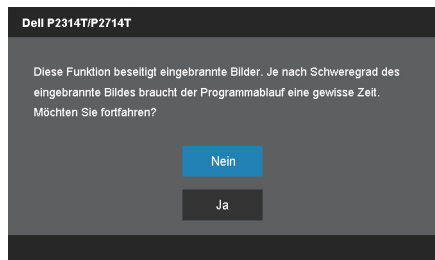 Dell P2314T/P2714T
Diese Funktion beseitigt eingebrannte Bilder. Je nach Schweregrad des
eingebrannte Bildes braucht der Programmablauf eine gewisse Zeit.
Möchten Sie fortfahren?
Nein
Ja